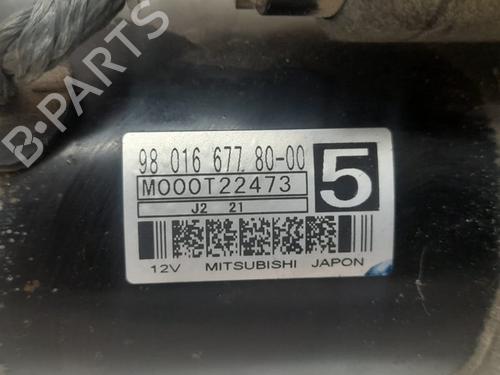 B-PARTS
98 016 677 80-00
5
M000T22473
J2 21
12V MITSUBISHI JAPON